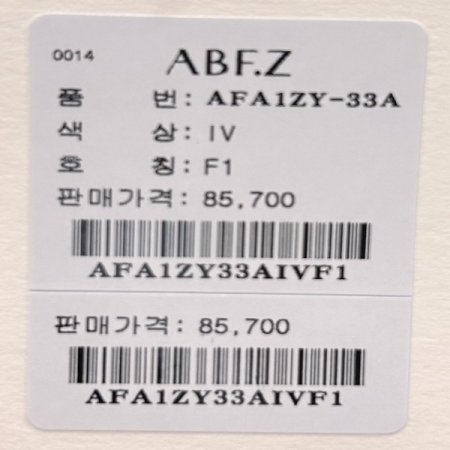 0014 ABF.Z
품 번: AFA1ZY-33A
색 상: IV
호 칭: F1
판매가격: 85,700
AFA1ZY33AIVF1
판매가격: 85,700
AFA1ZY33AIVF1